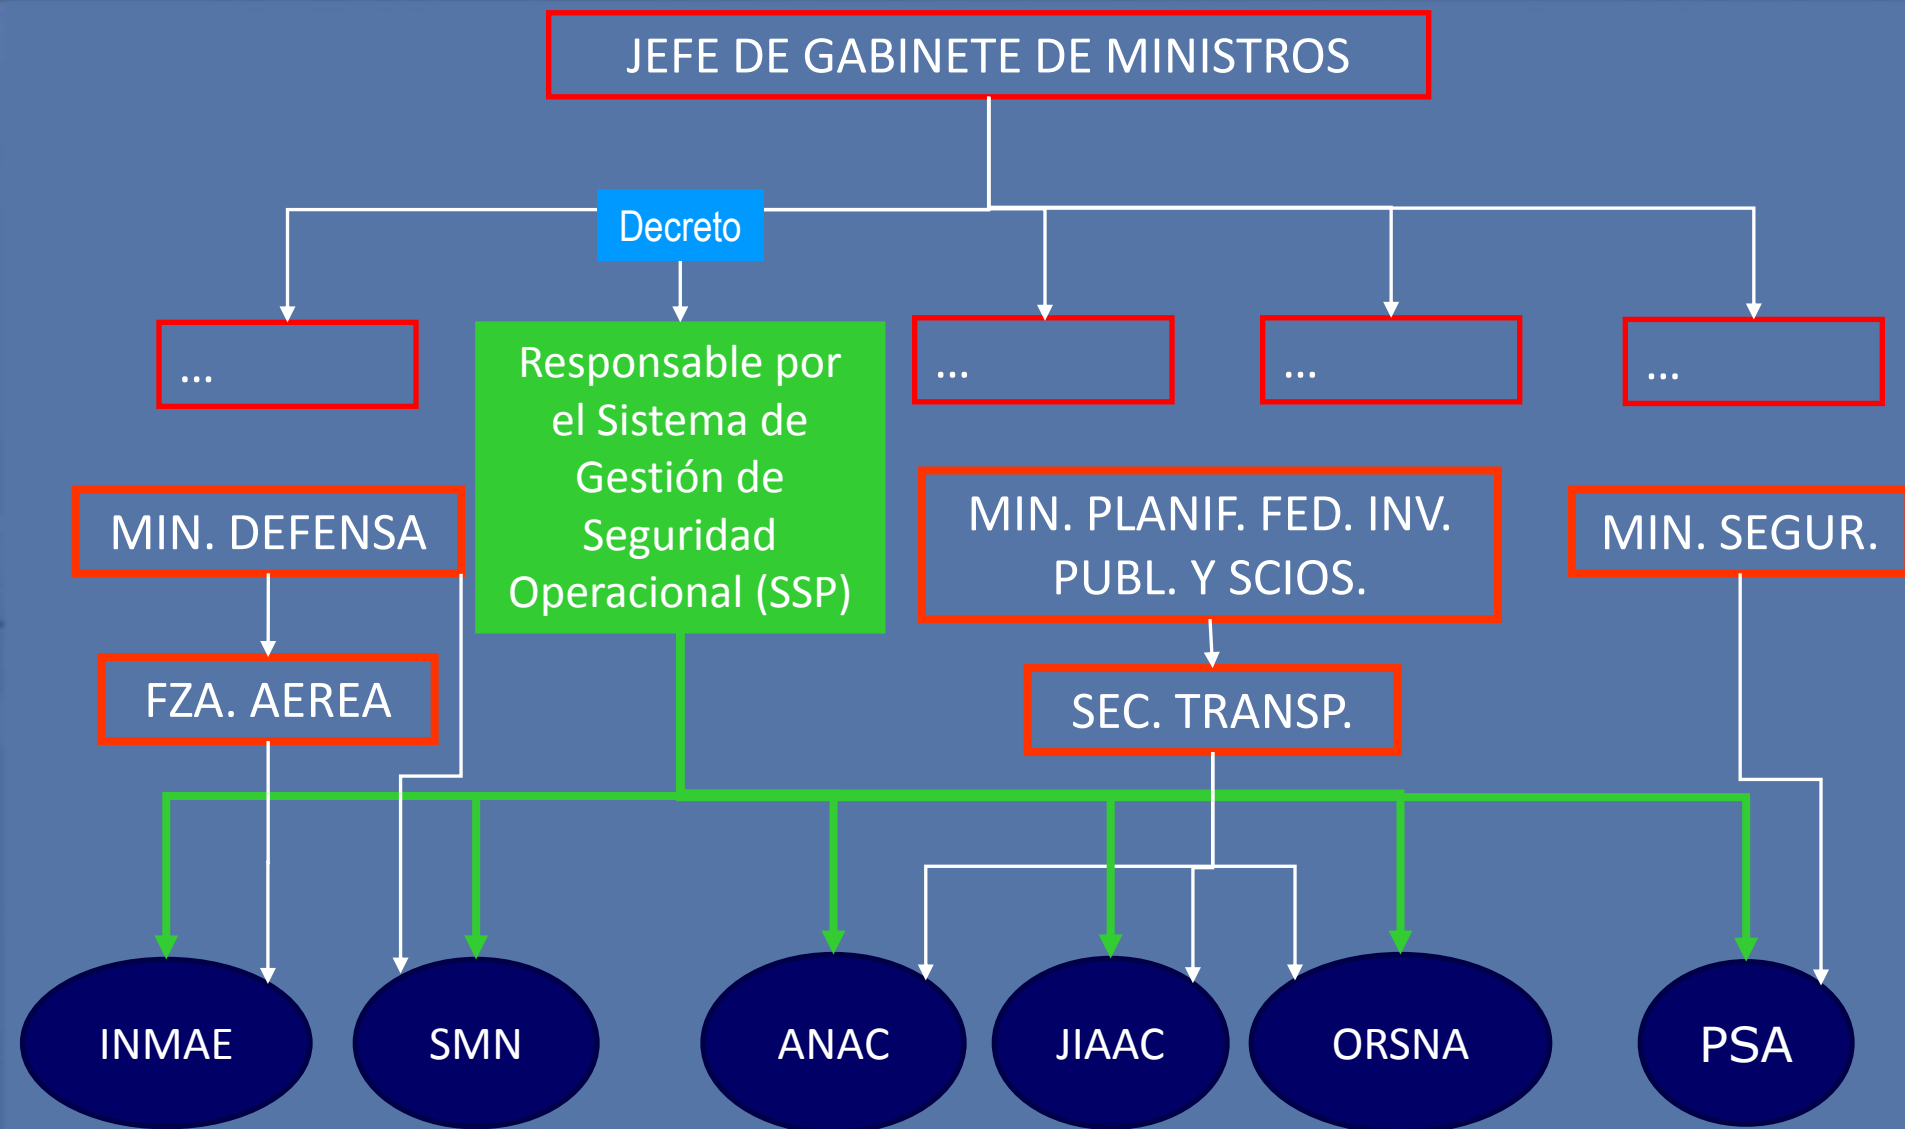 JEFE DE GABINETE DE MINISTROS
Decreto
...
Responsable por
el Sistema de
Gestión de
Seguridad
Operacional (SSP)
...
...
...
MIN. DEFENSA
MIN. PLANIF. FED. INV.
PUBL. Y SCIOS.
MIN. SEGUR.
FZA. AEREA
SEC. TRANSP.
INMAE
SMN
ANAC
JIAAC
ORSNA
PSA